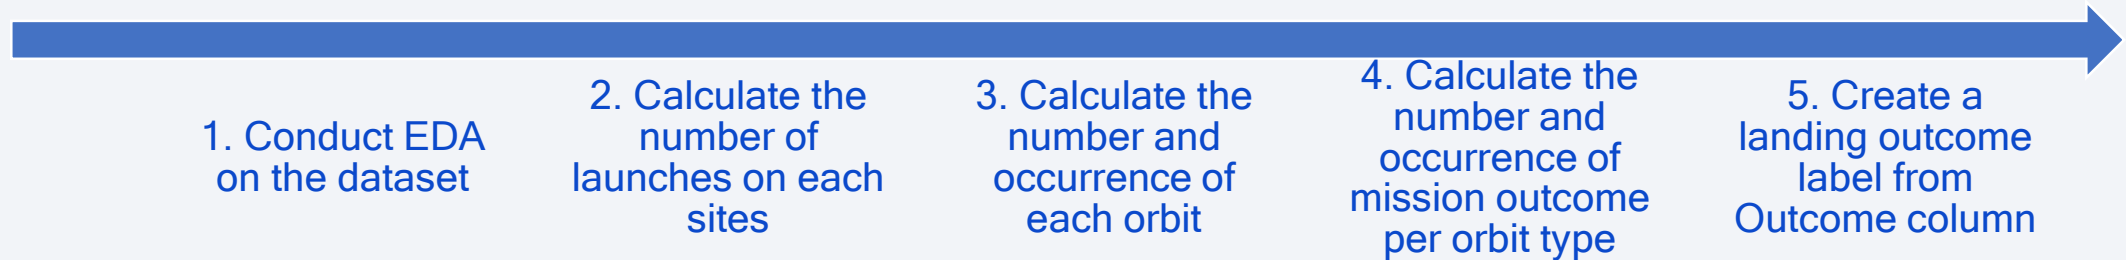 1. Conduct EDA
on the dataset
2. Calculate the
number of
launches on each
sites
3. Calculate the
number and
occurrence of
each orbit
4. Calculate the
number and
occurrence of
mission outcome
per orbit type
5. Create a
landing outcome
label from
Outcome column